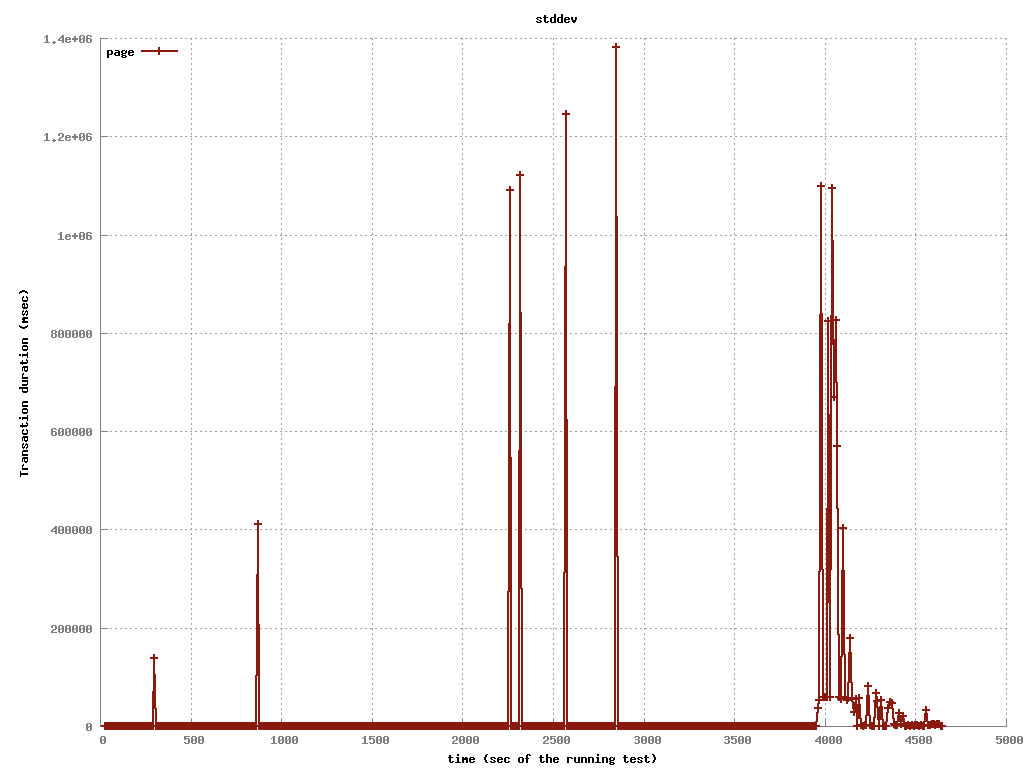 stddev
1.4e+06
page
1.2e+06
1e+06
800000
600000
400000
200000
0
Transaction duration (msec)
0 500 1000 1500 2000 2500 3000 3500 4000 4500 5000
time (sec of the running test)